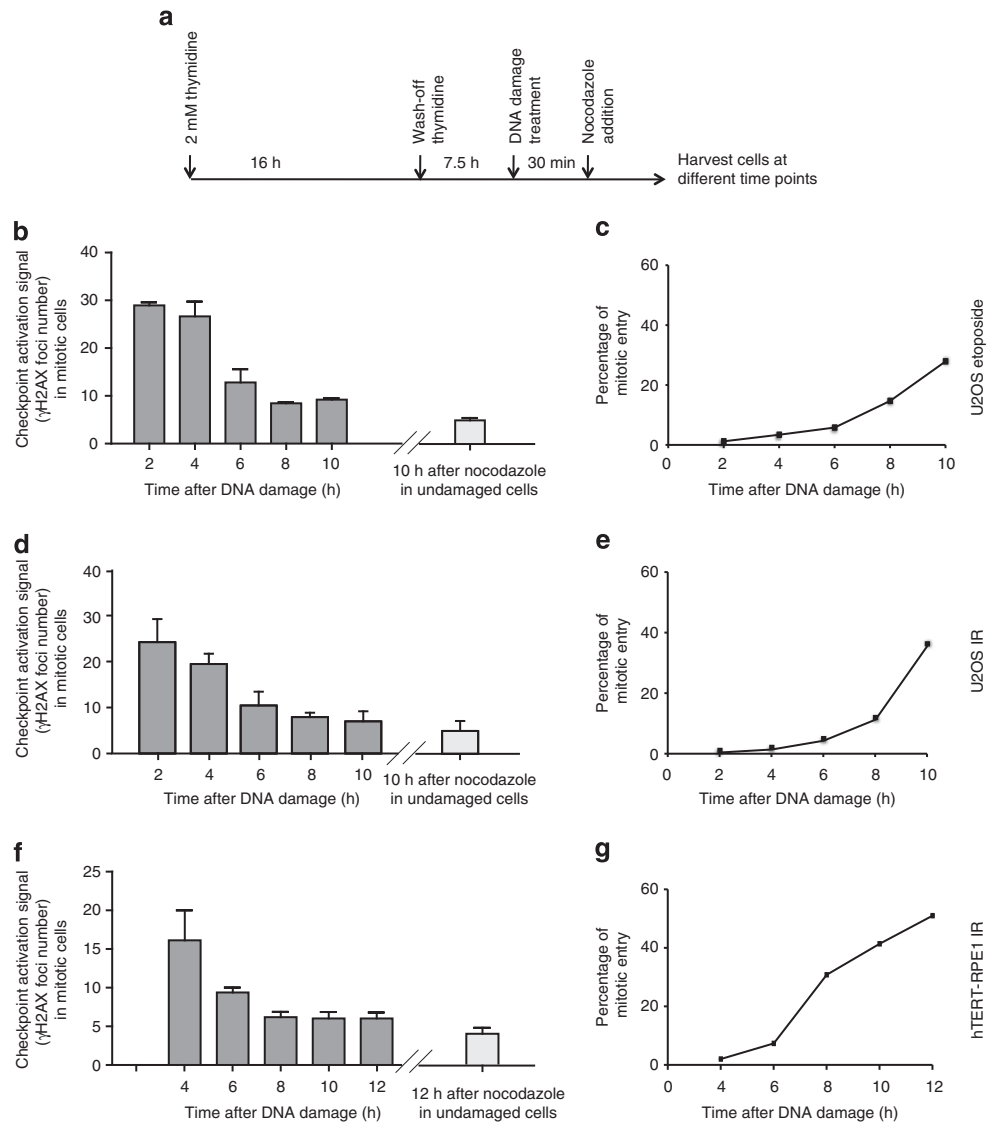 a
2 mM thymidine
Wash-off
thymidine
DNA damage
treatment
Nocodazole
addition
16 h
7.5 h
30 min
Harvest cells at
different time points
b
Checkpoint activation signal
(γH2AX foci number)
in mitotic cells
40
30
20
10
0
2 4 6 8 10
Time after DNA damage (h)
10 h after nocodazole
in undamaged cells
c
Percentage of
mitotic entry
60
40
20
0
0 2 4 6 8 10
Time after DNA damage (h)
U2OS etoposide
d
Checkpoint activation signal
(γH2AX foci number)
in mitotic cells
40
30
20
10
0
2 4 6 8 10
Time after DNA damage (h)
10 h after nocodazole
in undamaged cells
e
Percentage of
mitotic entry
60
40
20
0
0 2 4 6 8 10
Time after DNA damage (h)
U2OS IR
f
Checkpoint activation signal
(γH2AX foci number)
in mitotic cells
25
20
15
10
5
0
4 6 8 10 12
Time after DNA damage (h)
12 h after nocodazole
in undamaged cells
g
Percentage of
mitotic entry
60
40
20
0
0 2 4 6 8 10 12
Time after DNA damage (h)
hTERT-RPE1 IR